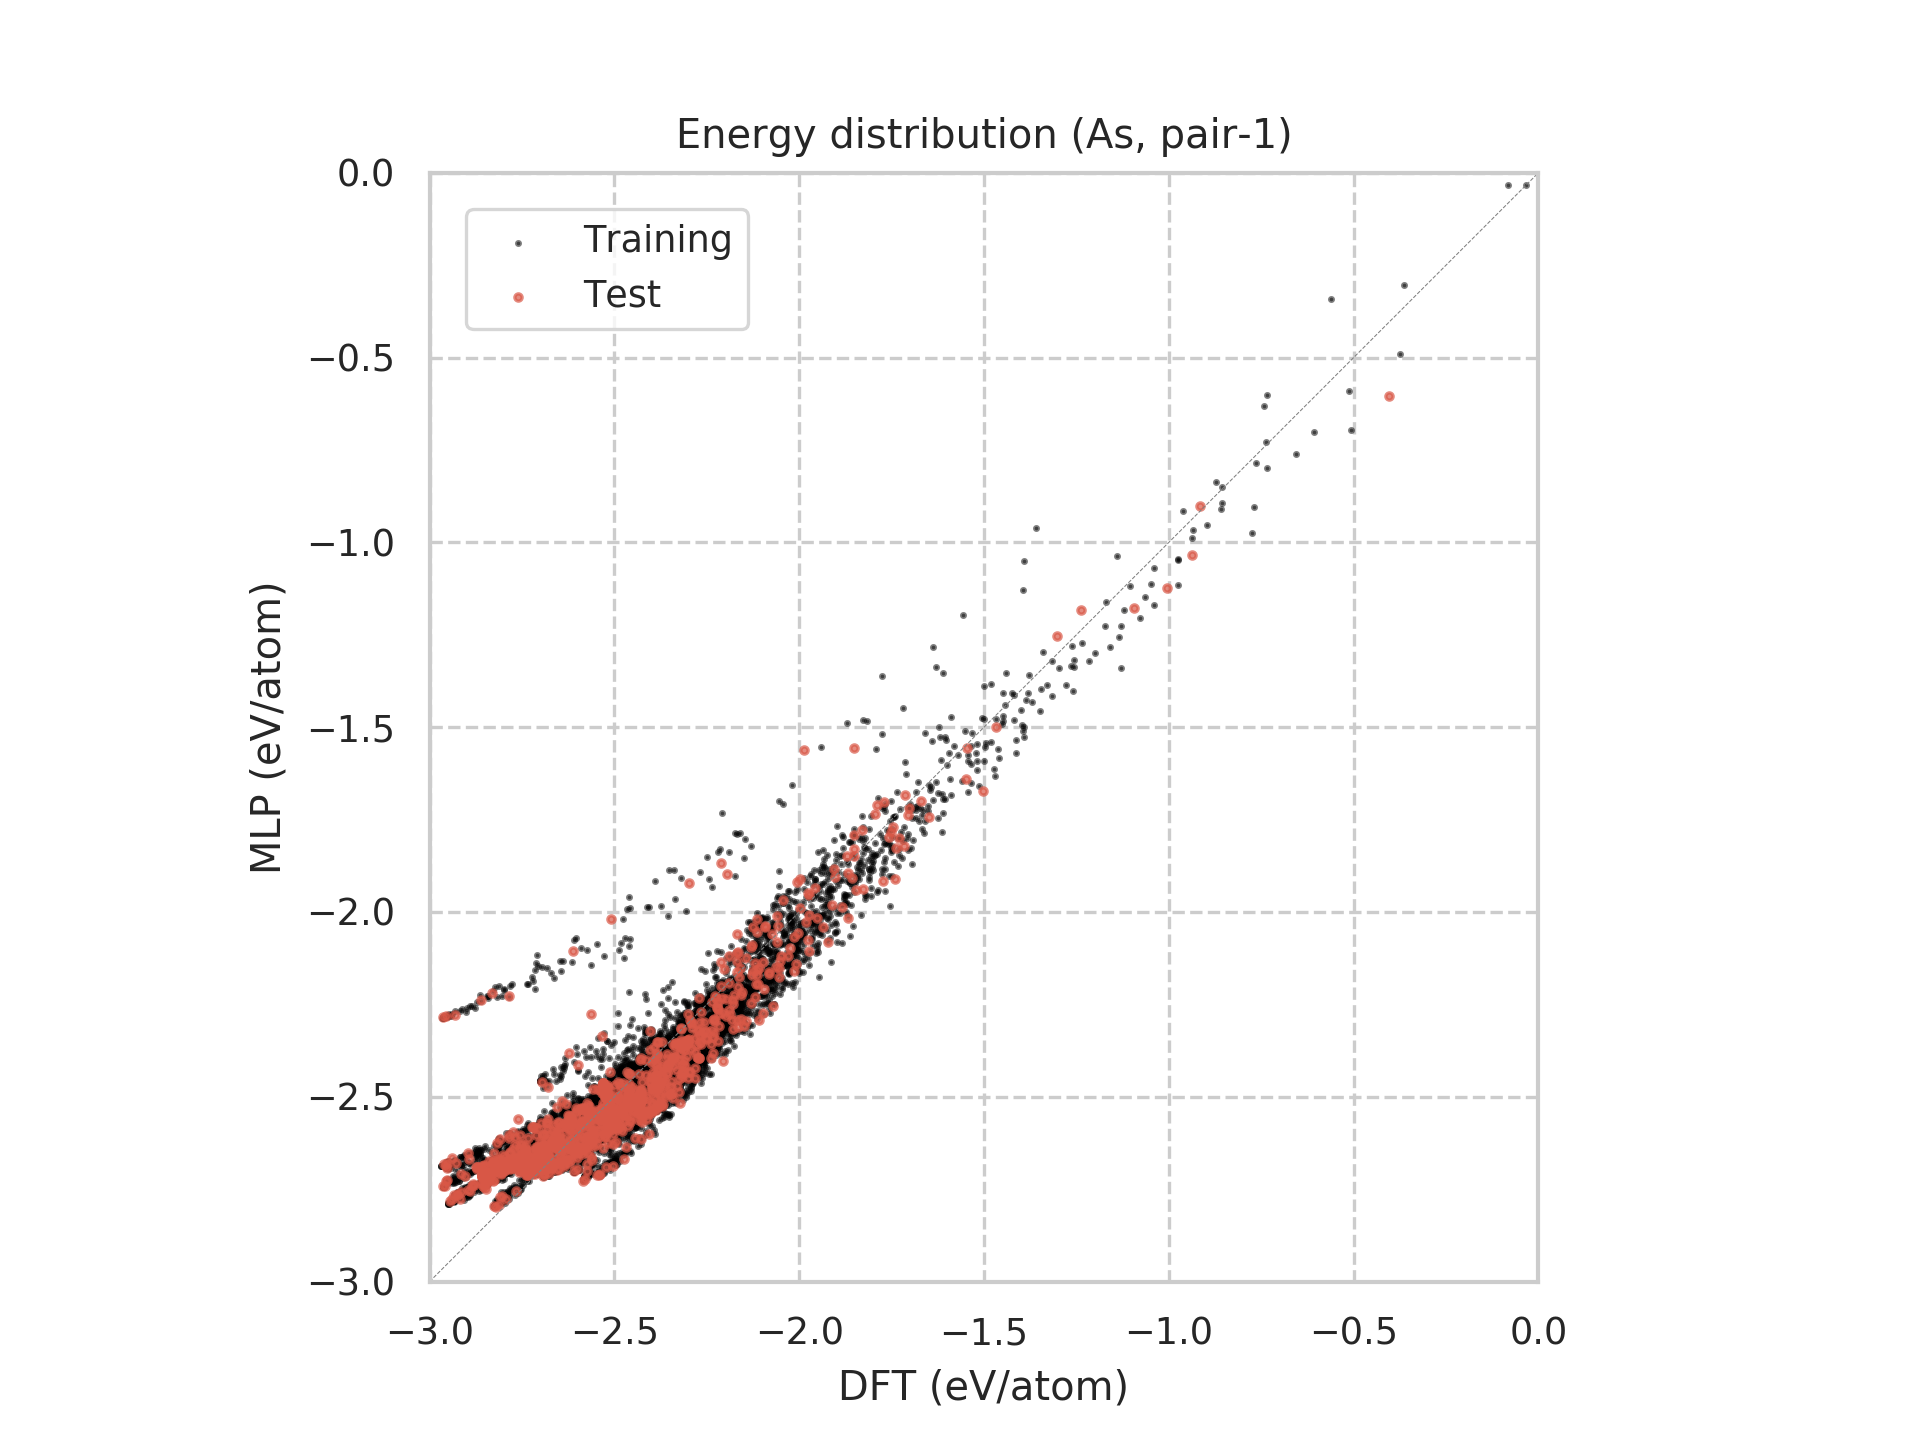 Energy distribution (As, pair-1)
0.0
−0.5
−1.0
−1.5
−2.0
−2.5
−3.0
MLP (eV/atom)
Training
Test
−3.0 −2.5 −2.0 −1.5 −1.0 −0.5 0.0
DFT (eV/atom)